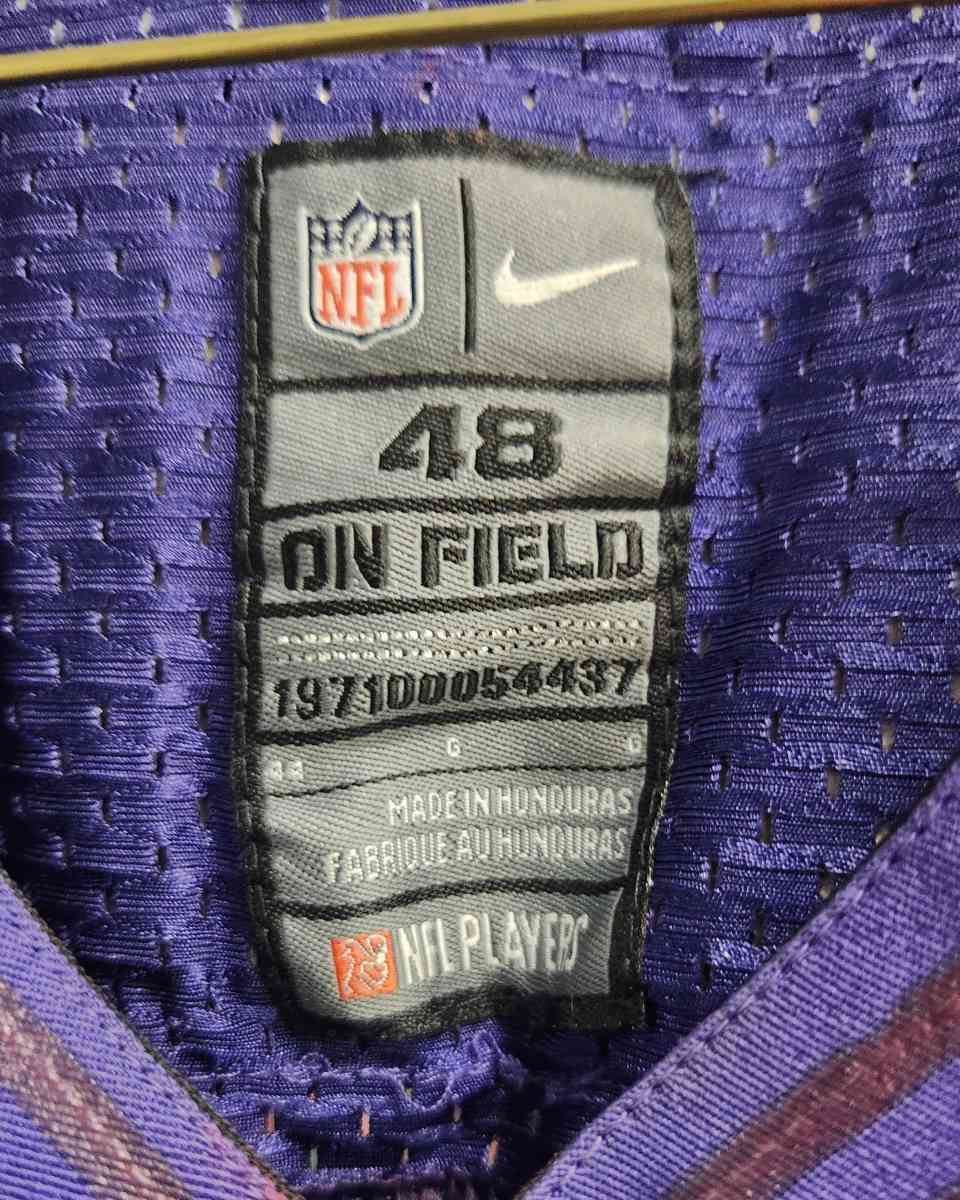 NFL
48
ON FIELD
197100054437
G G
MADE IN HONDURAS
FABRIQUE AU HONDURAS
NFL PLAYERS